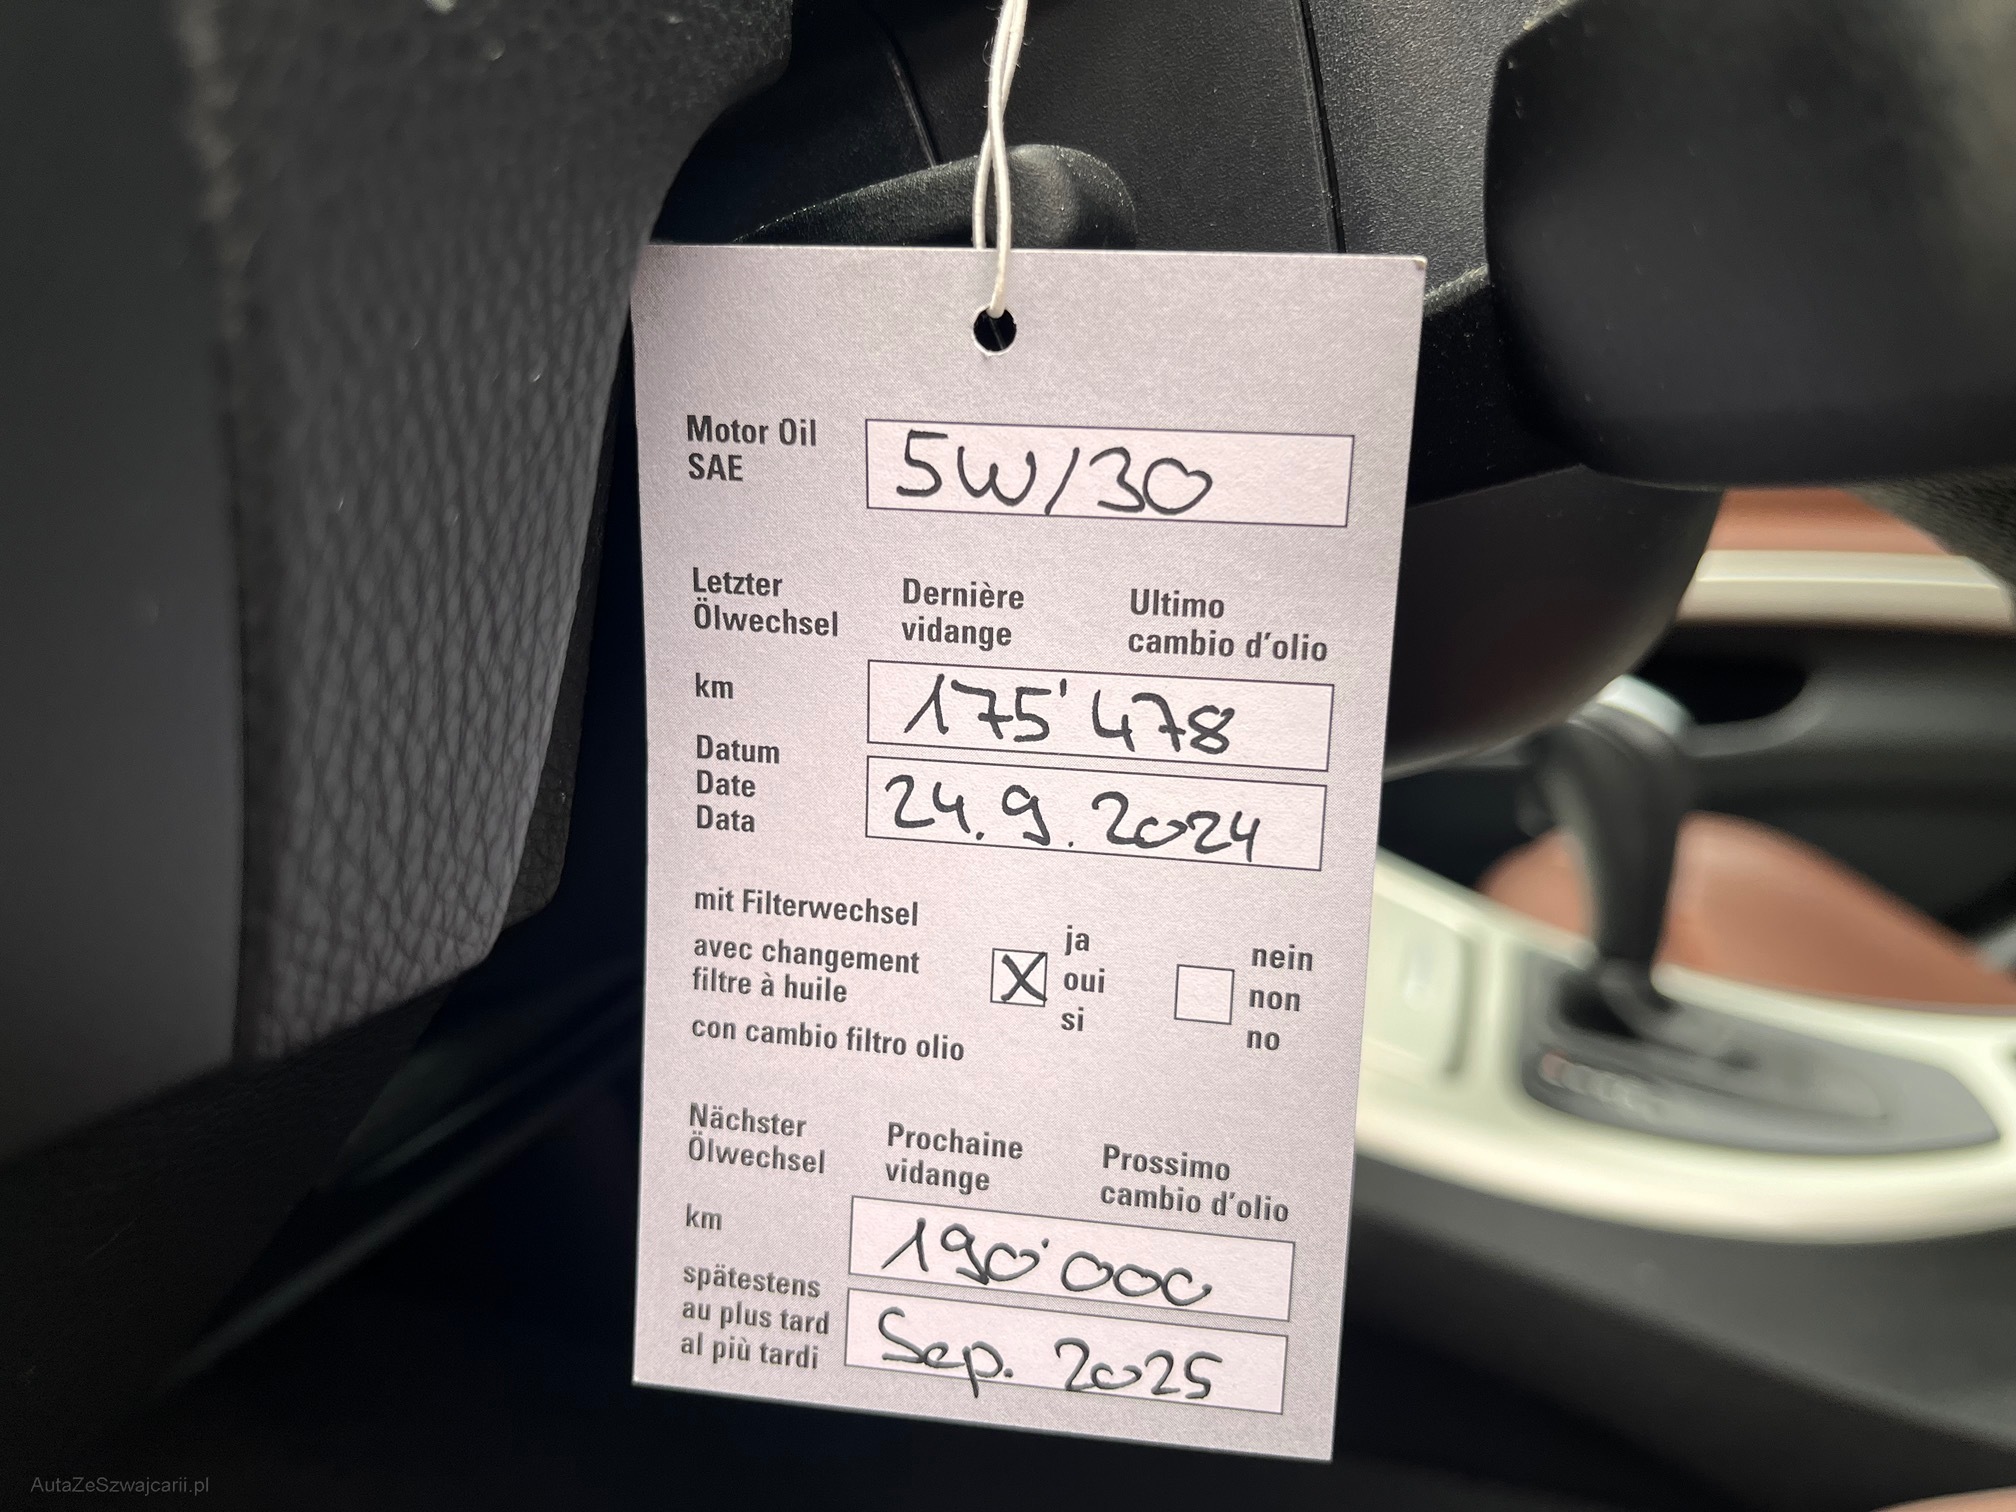 Motor Oil
SAE
5W/30
Letzter
Ölwechsel
Dernière
vidange
Ultimo
cambio d'olio
km
175'478
Datum
Date
Data
24.9.2024
mit Filterwechsel
avec changement
filtre à huile
con cambio filtro olio
X
ja
oui
si
nein
non
no
Nächster
Ölwechsel
Prochaine
vidange
Prossimo
cambio d'olio
km
190'000
spätestens
au plus tard
al più tardi
Sep. 2025
AutaZeSzwajcarii.pl